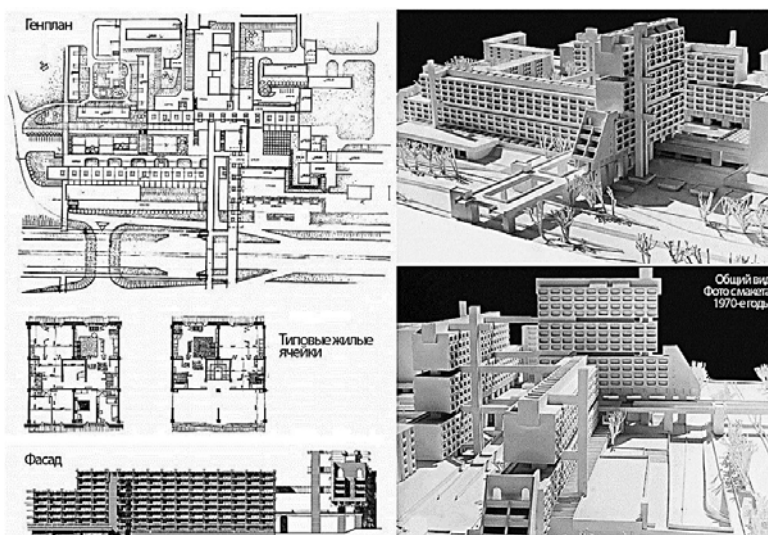 Генплан
Типовые жилые
ячейки
Фасад
Общий вид
Фото с макета
1970-е годы